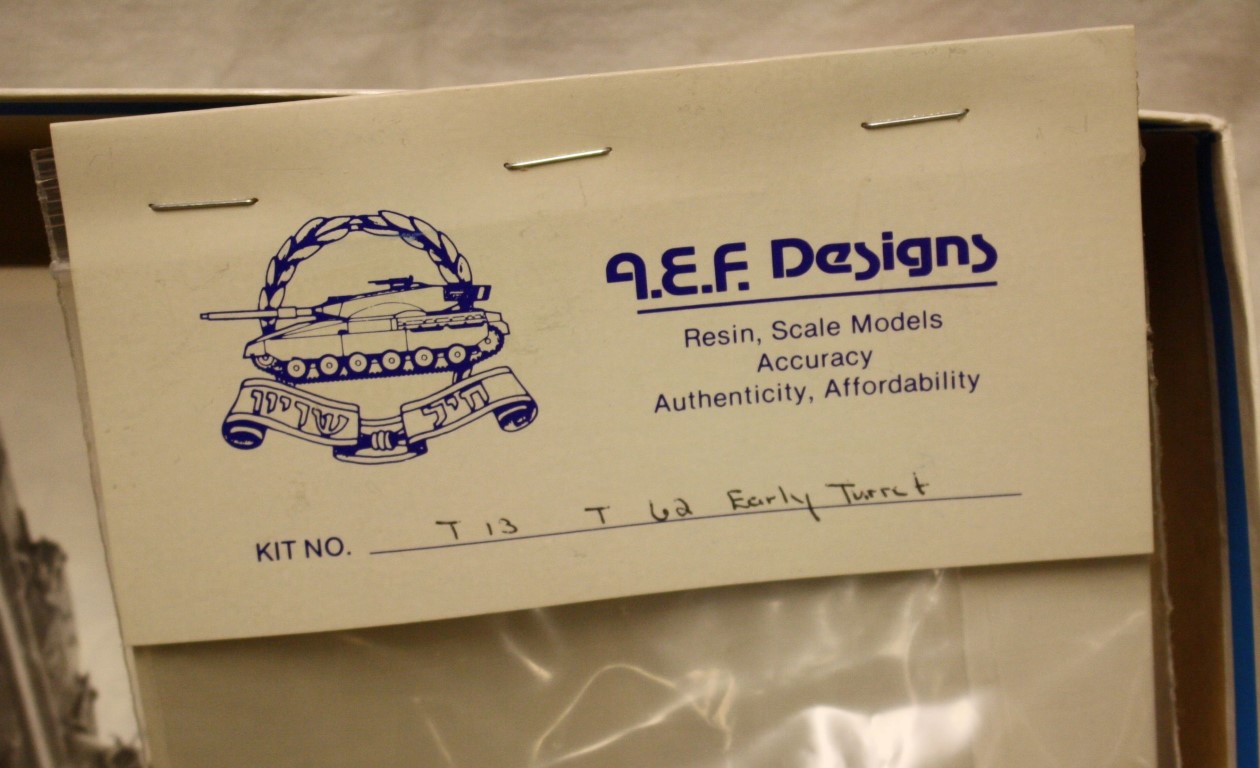 חיל שריון
A.E.F. Designs
Resin, Scale Models
Accuracy
Authenticity, Affordability
KIT NO. T 13 T 62 Early Turret